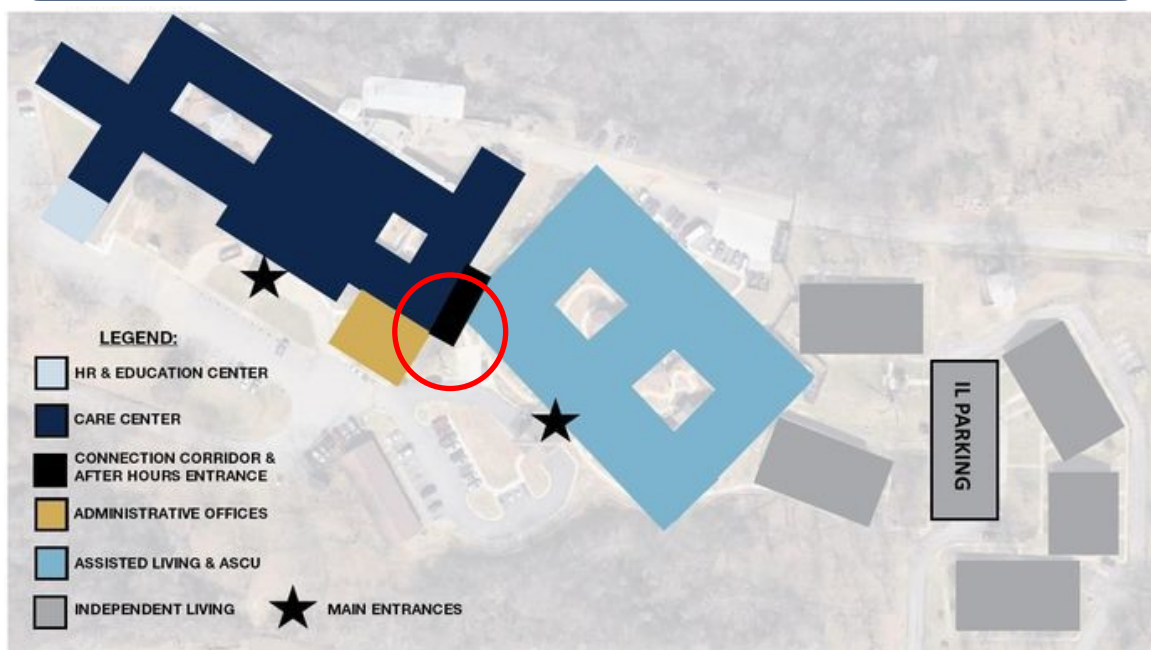 LEGEND:
HR & EDUCATION CENTER
CARE CENTER
CONNECTION CORRIDOR &
AFTER HOURS ENTRANCE
ADMINISTRATIVE OFFICES
ASSISTED LIVING & ASCU
INDEPENDENT LIVING
MAIN ENTRANCES
IL PARKING